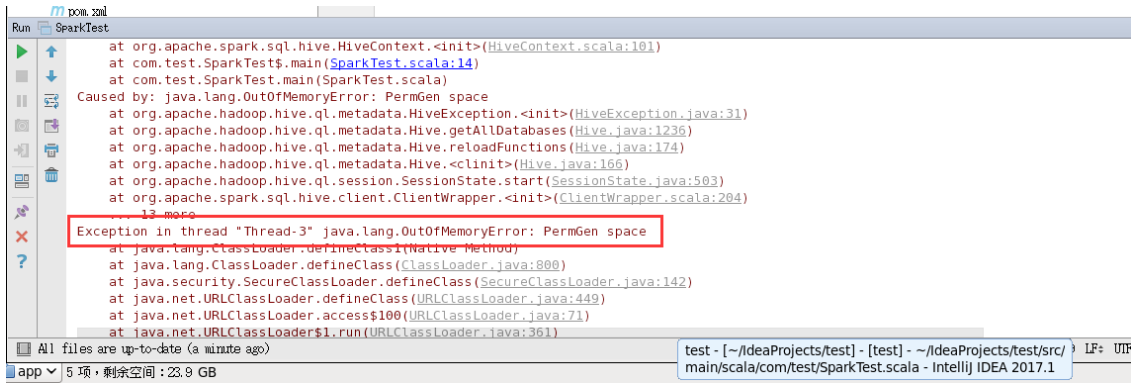 pom.xml
Run SparkTest
at org.apache.spark.sql.hive.HiveContext.<init>(HiveContext.scala:101)
at com.test.SparkTest$.main(SparkTest.scala:14)
at com.test.SparkTest.main(SparkTest.scala)
Caused by: java.lang.OutOfMemoryError: PermGen space
at org.apache.hadoop.hive.ql.metadata.HiveException.<init>(HiveException.java:31)
at org.apache.hadoop.hive.ql.metadata.Hive.getAllDatabases(Hive.java:1236)
at org.apache.hadoop.hive.ql.metadata.Hive.reloadFunctions(Hive.java:174)
at org.apache.hadoop.hive.ql.metadata.Hive.<clinit>(Hive.java:166)
at org.apache.hadoop.hive.ql.session.SessionState.start(SessionState.java:503)
at org.apache.spark.sql.hive.client.ClientWrapper.<init>(ClientWrapper.scala:204)
... 13 more
Exception in thread "Thread-3" java.lang.OutOfMemoryError: PermGen space
at java.lang.ClassLoader.defineClass1(Native Method)
at java.lang.ClassLoader.defineClass(ClassLoader.java:800)
at java.security.SecureClassLoader.defineClass(SecureClassLoader.java:142)
at java.net.URLClassLoader.defineClass(URLClassLoader.java:449)
at java.net.URLClassLoader.access$100(URLClassLoader.java:71)
at java.net.URLClassLoader$1.run(URLClassLoader.java:361)
All files are up-to-date (a minute ago)
LF÷ UTF
test - [~/IdeaProjects/test] - [test] - ~/IdeaProjects/test/src/
main/scala/com/test/SparkTest.scala - IntelliJ IDEA 2017.1
app
5 项，剩余空间：23.9 GB